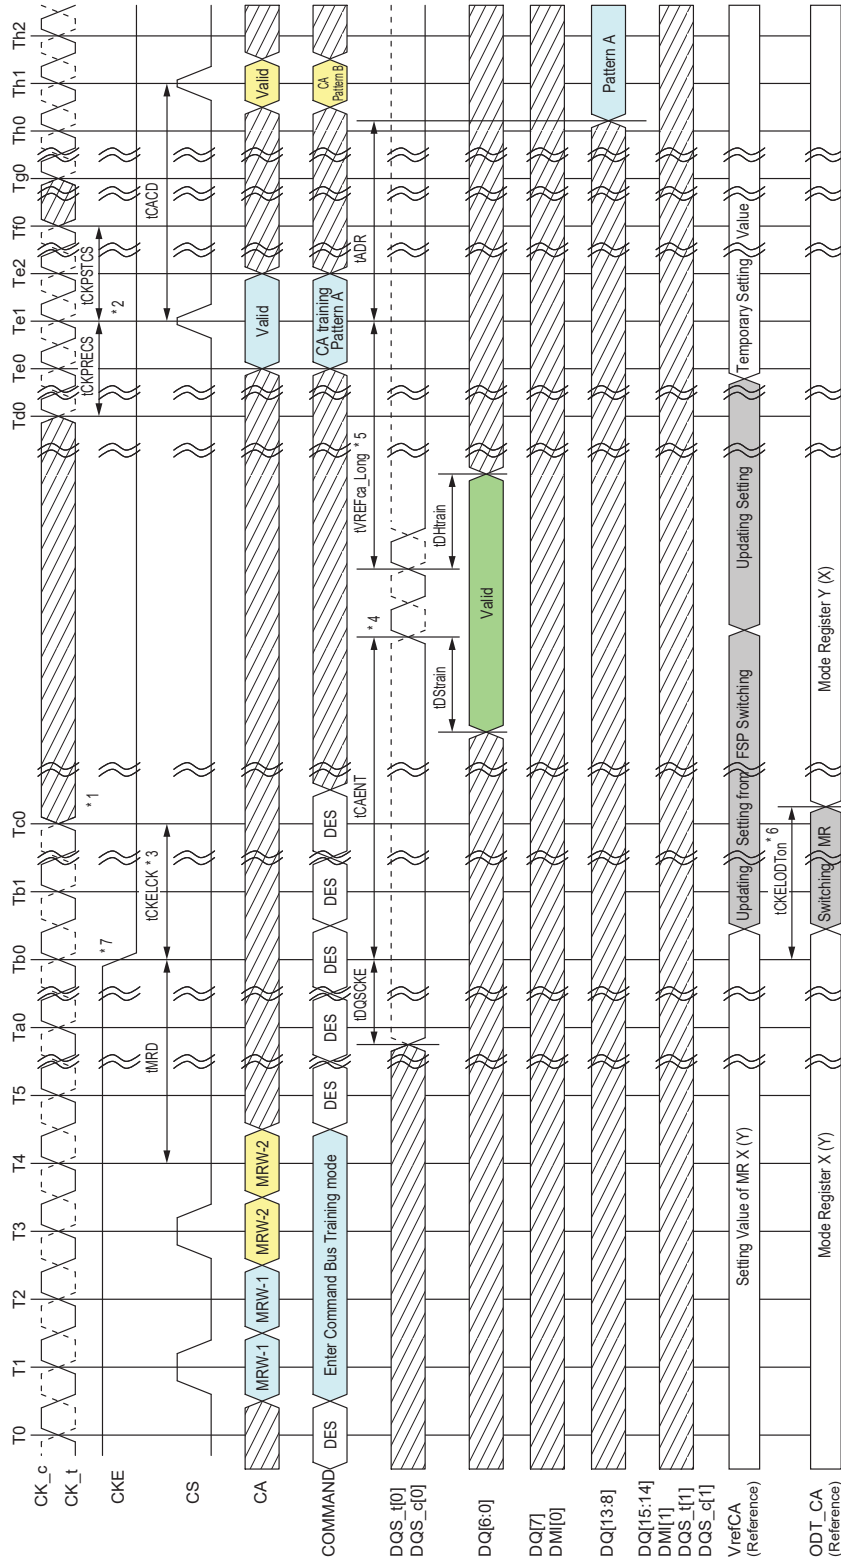 T0 T1 T2 T3 T4 T5 Ta0 Tb0 Tb1 Tc0 Td0 Te0 Te1 Te2 Tf0 Tg0 Th0 Th1 Th2
CK_c
CK_t
tCKPRECS tCKPSTCS
CKE
* 7 * 1 * 2
tMRD tCKELCK * 3 tCACD
CS
CA
MRW-1 MRW-1 MRW-2 MRW-2 Valid Valid
COMMAND
DES Enter Command Bus Training mode DES DES DES DES DES CA training
Pattern A
CA
Pattern B
tDQSCKE tCAENT * 4 tVREFca_Long * 5 tADR
DQS_t[0]
DQS_c[0]
tDStrain tDHtrain
DQ[6:0]
Valid
DQ[7]
DMI[0]
DQ[13:8]
Pattern A
DQ[15:14]
DMI[1]
DQS_t[1]
DQS_c[1]
VrefCA
(Reference)
Setting Value of MR X (Y) Updating Setting from FSP Switching Updating Setting Temporary Setting Value
tCKELODTon * 6
ODT_CA
(Reference)
Mode Register X (Y) Switching MR Mode Register Y (X)